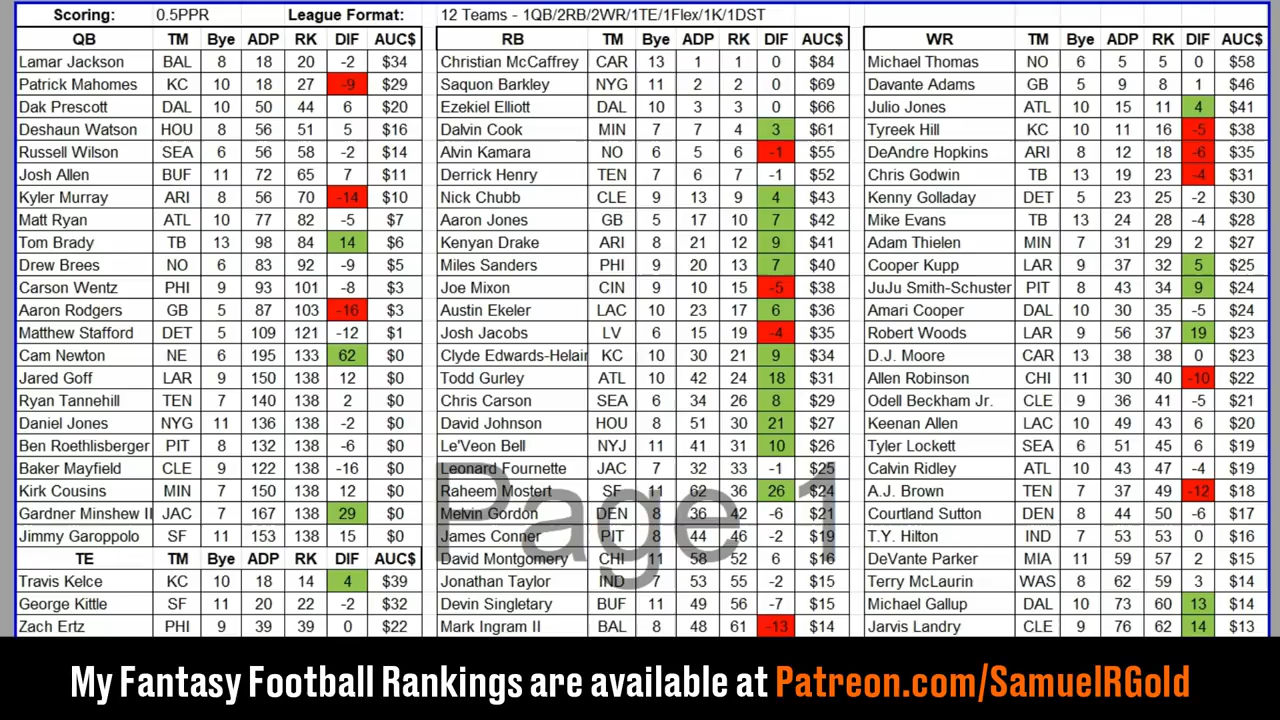 Scoring: 0.5PPR League Format: 12 Teams - 1QB/2RB/2WR/1TE/1Flex/1K/1DST
QB TM Bye ADP RK DIF AUC$ RB TM Bye ADP RK DIF AUC$ WR TM Bye ADP RK DIF AUC$
Lamar Jackson BAL 8 18 20 -2 $34 Christian McCaffrey CAR 13 1 1 0 $84 Michael Thomas NO 6 5 5 0 $58
Patrick Mahomes KC 10 18 27 -9 $29 Saquon Barkley NYG 11 2 2 0 $69 Davante Adams GB 5 9 8 1 $46
Dak Prescott DAL 10 50 44 6 $20 Ezekiel Elliott DAL 10 3 3 0 $66 Julio Jones ATL 10 15 11 4 $41
Deshaun Watson HOU 8 56 51 5 $16 Dalvin Cook MIN 7 7 4 3 $61 Tyreek Hill KC 10 11 16 -5 $38
Russell Wilson SEA 6 56 58 -2 $14 Alvin Kamara NO 6 5 6 -1 $55 DeAndre Hopkins ARI 8 12 18 -6 $35
Josh Allen BUF 11 72 65 7 $11 Derrick Henry TEN 7 6 7 -1 $52 Chris Godwin TB 13 19 23 -4 $31
Kyler Murray ARI 8 56 70 -14 $10 Nick Chubb CLE 9 13 9 4 $43 Kenny Golladay DET 5 23 25 -2 $30
Matt Ryan ATL 10 77 82 -5 $7 Aaron Jones GB 5 17 10 7 $42 Mike Evans TB 13 24 28 -4 $28
Tom Brady TB 13 98 84 14 $6 Kenyan Drake ARI 8 21 12 9 $41 Adam Thielen MIN 7 31 29 2 $27
Drew Brees NO 6 83 92 -9 $5 Miles Sanders PHI 9 20 13 7 $40 Cooper Kupp LAR 9 37 32 5 $25
Carson Wentz PHI 9 93 101 -8 $3 Joe Mixon CIN 9 10 15 -5 $38 JuJu Smith-Schuster PIT 8 43 34 9 $24
Aaron Rodgers GB 5 87 103 -16 $3 Austin Ekeler LAC 10 23 17 6 $36 Amari Cooper DAL 10 30 35 -5 $24
Matthew Stafford DET 5 109 121 -12 $1 Josh Jacobs LV 6 15 19 -4 $35 Robert Woods LAR 9 56 37 19 $23
Cam Newton NE 6 195 133 62 $0 Clyde Edwards-Helair KC 10 30 21 9 $34 D.J. Moore CAR 13 38 38 0 $23
Jared Goff LAR 9 150 138 12 $0 Todd Gurley ATL 10 42 24 18 $31 Allen Robinson CHI 11 30 40 -10 $22
Ryan Tannehill TEN 7 140 138 2 $0 Chris Carson SEA 6 34 26 8 $29 Odell Beckham Jr. CLE 9 36 41 -5 $21
Daniel Jones NYG 11 136 138 -2 $0 David Johnson HOU 8 51 30 21 $27 Keenan Allen LAC 10 49 43 6 $20
Ben Roethlisberger PIT 8 132 138 -6 $0 Le'Veon Bell NYJ 11 41 31 10 $26 Tyler Lockett SEA 6 51 45 6 $19
Baker Mayfield CLE 9 122 138 -16 $0 Leonard Fournette JAC 7 32 33 -1 $25 Calvin Ridley ATL 10 43 47 -4 $19
Kirk Cousins MIN 7 150 138 12 $0 Raheem Mostert SF 11 62 36 26 $24 A.J. Brown TEN 7 37 49 -12 $18
Gardner Minshew II JAC 7 167 138 29 $0 Melvin Gordon DEN 8 36 42 -6 $21 Courtland Sutton DEN 8 44 50 -6 $17
Jimmy Garoppolo SF 11 153 138 15 $0 James Conner PIT 8 44 46 -2 $19 T.Y. Hilton IND 7 53 53 0 $16
TE TM Bye ADP RK DIF AUC$ David Montgomery CHI 11 58 52 6 $16 DeVante Parker MIA 11 59 57 2 $15
Travis Kelce KC 10 18 14 4 $39 Jonathan Taylor IND 7 53 55 -2 $15 Terry McLaurin WAS 8 62 59 3 $14
George Kittle SF 11 20 22 -2 $32 Devin Singletary BUF 11 49 56 -7 $15 Michael Gallup DAL 10 73 60 13 $14
Zach Ertz PHI 9 39 39 0 $22 Mark Ingram II BAL 8 48 61 -13 $14 Jarvis Landry CLE 9 76 62 14 $13
Page 1
My Fantasy Football Rankings are available at Patreon.com/SamuelRGold